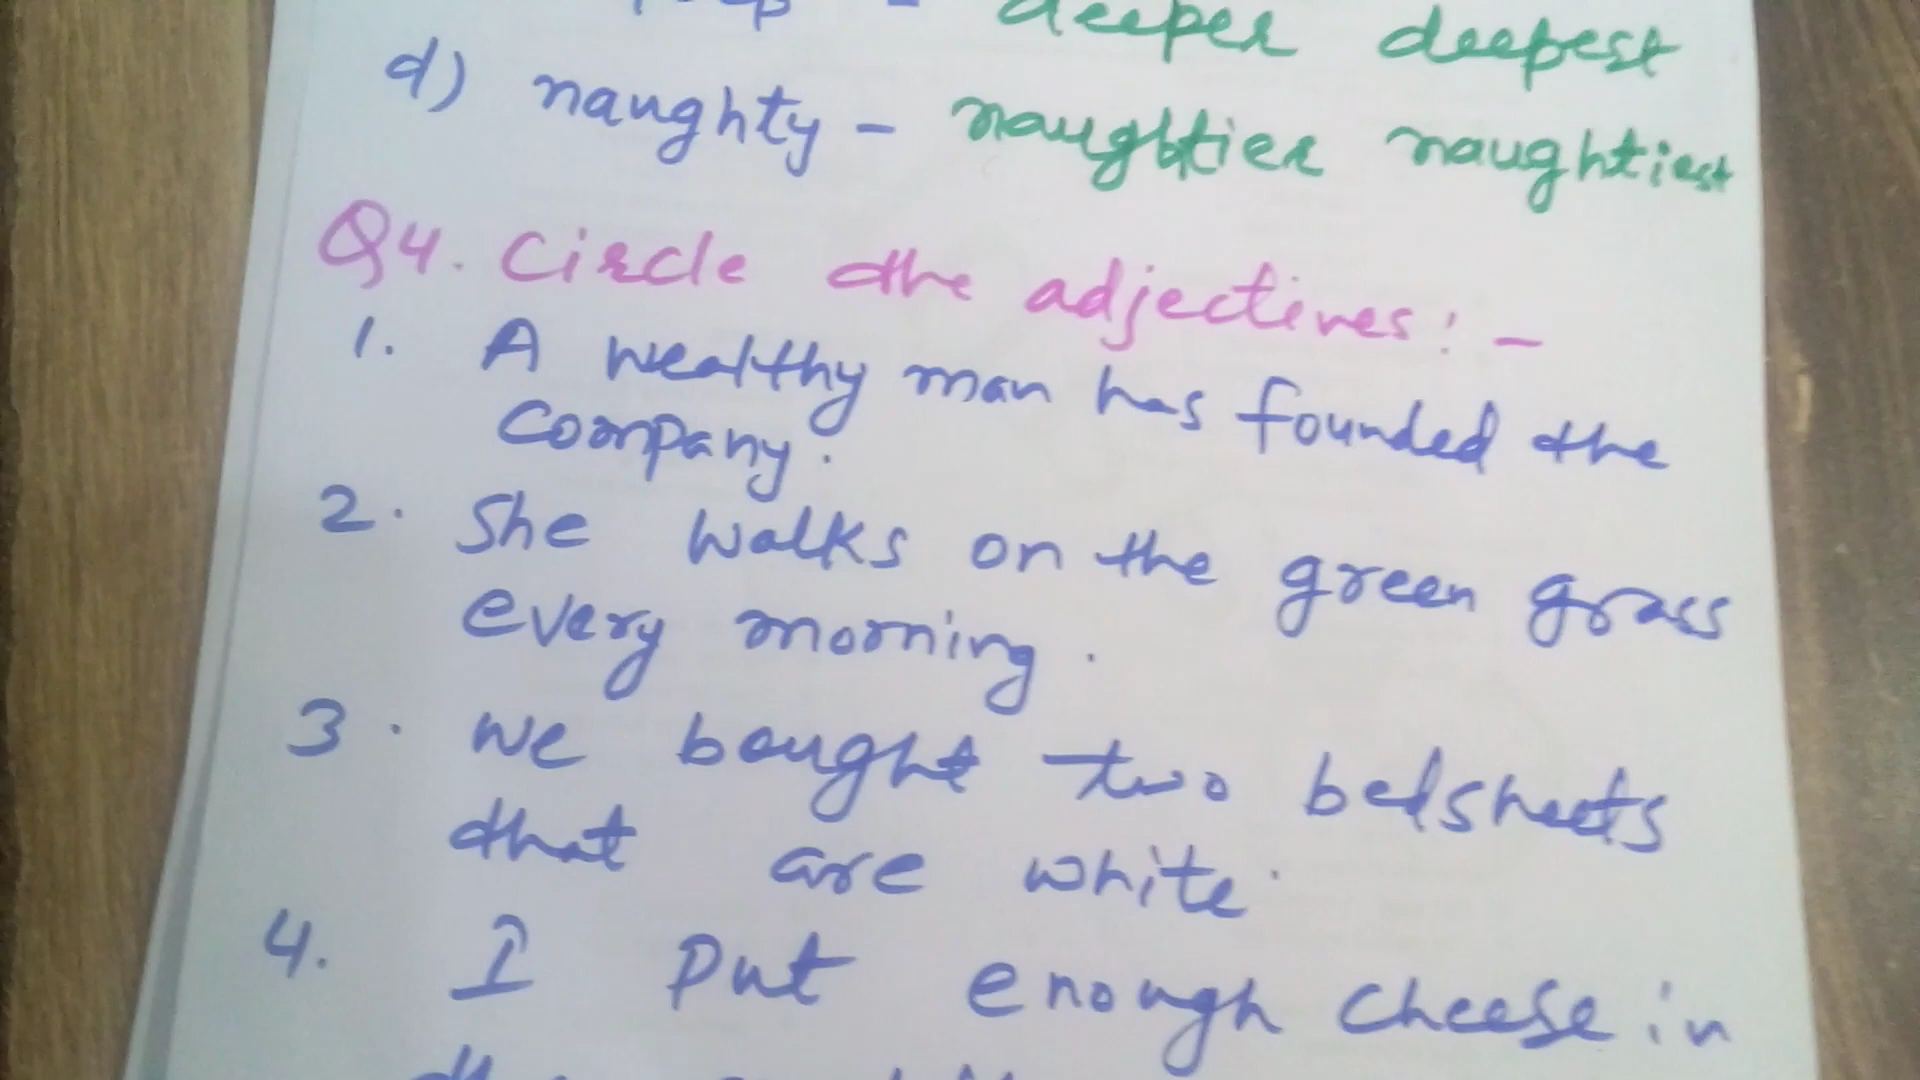 deeper deepest
d) naughty - naughtier naughtiest
Q4. Circle the adjectives: -
1. A wealthy man has founded the
company.
2. She walks on the green grass
every morning.
3. We bought two bedsheets
that are white.
4. I put enough cheese in